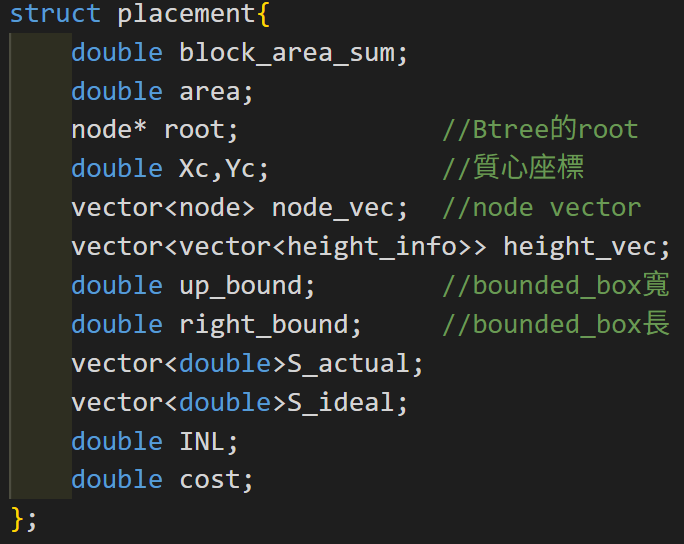 struct placement{
    double block_area_sum;
    double area;
    node* root;             //Btree的root
    double Xc,Yc;           //質心座標
    vector<node> node_vec;  //node vector
    vector<vector<height_info>> height_vec;
    double up_bound;        //bounded_box寬
    double right_bound;     //bounded_box長
    vector<double>S_actual;
    vector<double>S_ideal;
    double INL;
    double cost;
};